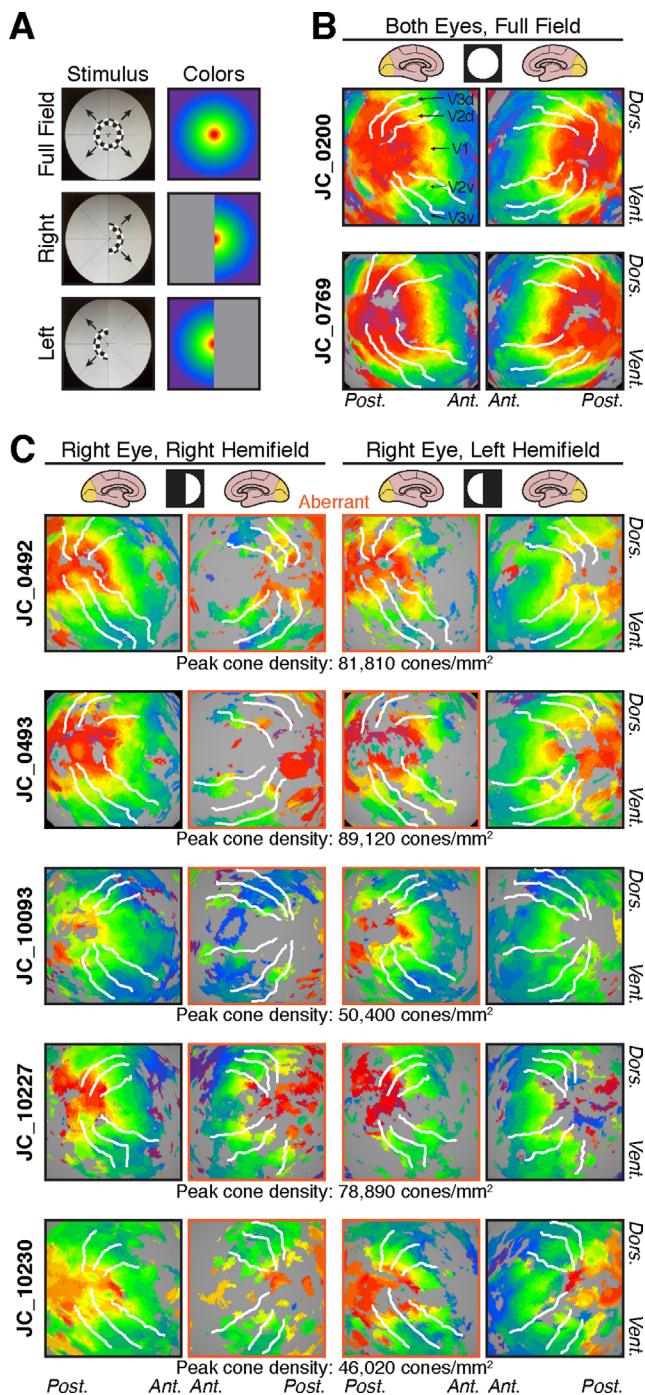 A
Stimulus
Colors
Full Field
Right
Left
B
Both Eyes, Full Field
JC_0200
V3d
V2d
V1
V2v
V3v
Dors.
Vent.
JC_0769
Dors.
Vent.
Post.
Ant.
Ant.
Post.
C
Right Eye, Right Hemifield
Right Eye, Left Hemifield
Aberrant
JC_0492
Dors.
Vent.
Peak cone density: 81,810 cones/mm²
JC_0493
Dors.
Vent.
Peak cone density: 89,120 cones/mm²
JC_10093
Dors.
Vent.
Peak cone density: 50,400 cones/mm²
JC_10227
Dors.
Vent.
Peak cone density: 78,890 cones/mm²
JC_10230
Dors.
Vent.
Peak cone density: 46,020 cones/mm²
Post.
Ant.
Ant.
Post.
Post.
Ant.
Ant.
Post.